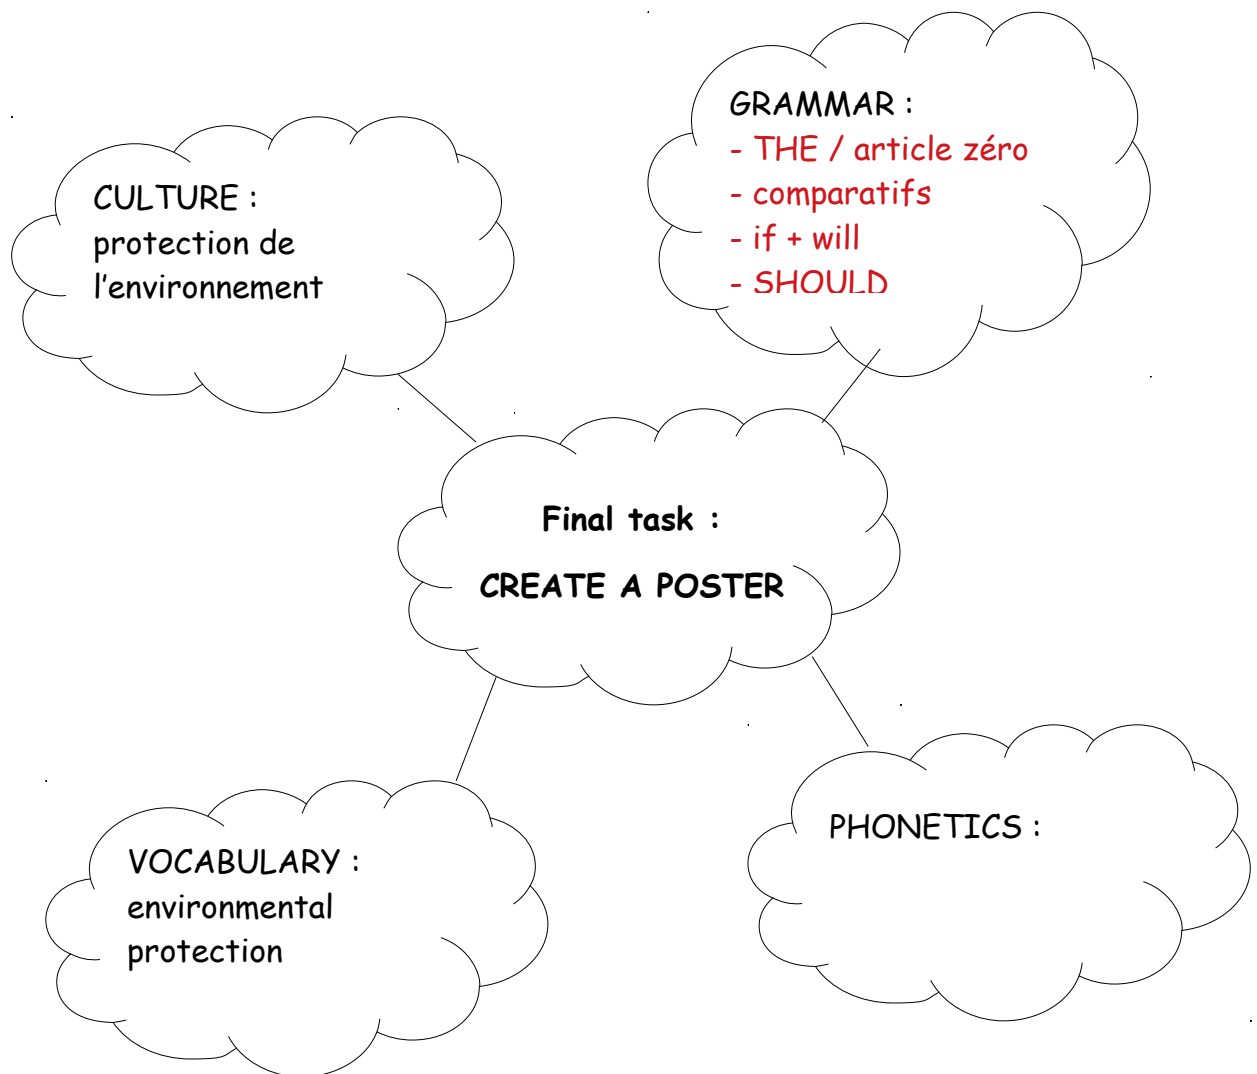 CULTURE :
protection de
l'environnement
GRAMMAR :
- THE / article zéro
- comparatifs
- if + will
- SHOULD
Final task :
CREATE A POSTER
VOCABULARY :
environmental
protection
PHONETICS :